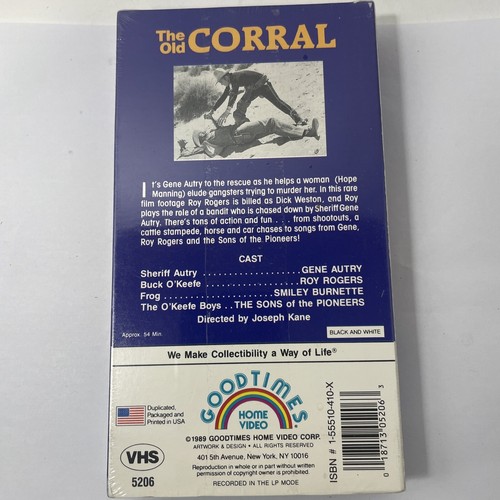 The Old CORRAL
It's Gene Autry to the rescue as he helps a woman (Hope
Manning) elude gangsters trying to murder her. In this rare
film footage Roy Rogers is billed as Dick Weston, and Roy
plays the role of a bandit who is chased down by Sheriff Gene
Autry. There's tons of action and fun . . . from shootouts, a
cattle stampede, horse and car chases to songs from Gene,
Roy Rogers and the Sons of the Pioneers!
CAST
Sheriff Autry . . . . . . . . . . . . . . . . . . . GENE AUTRY
Buck O'Keefe . . . . . . . . . . . . . . . . . . . ROY ROGERS
Frog . . . . . . . . . . . . . . . . . . . . . . . SMILEY BURNETTE
The O'Keefe Boys . . THE SONS of the PIONEERS
Directed by Joseph Kane
Approx. 54 Min.
BLACK AND WHITE
We Make Collectibility a Way of Life®
Duplicated,
Packaged and
Printed in USA
VHS
5206
GOODTIMES
HOME
VIDEO
©1989 GOODTIMES HOME VIDEO CORP.
ARTWORK & DESIGN • ALL RIGHTS RESERVED
401 5th Avenue, New York, NY 10016
Reproduction in whole or in part without written
permission of copyright owner is prohibited.
RECORDED IN THE LP MODE
ISBN # 1-55510-410-X
0 18713 05206 3